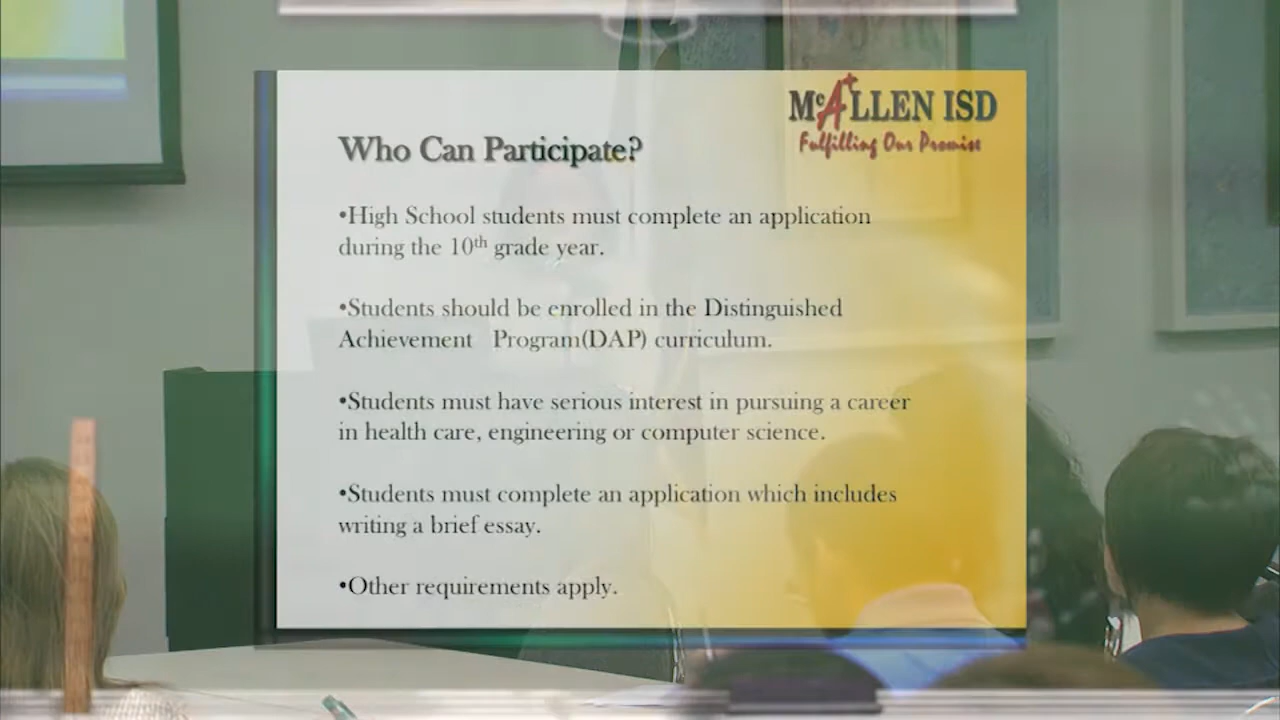 McALLEN ISD
Fulfilling Our Promise
Who Can Participate?
•High School students must complete an application
during the 10th grade year.
•Students should be enrolled in the Distinguished
Achievement Program(DAP) curriculum.
•Students must have serious interest in pursuing a career
in health care, engineering or computer science.
•Students must complete an application which includes
writing a brief essay.
•Other requirements apply.